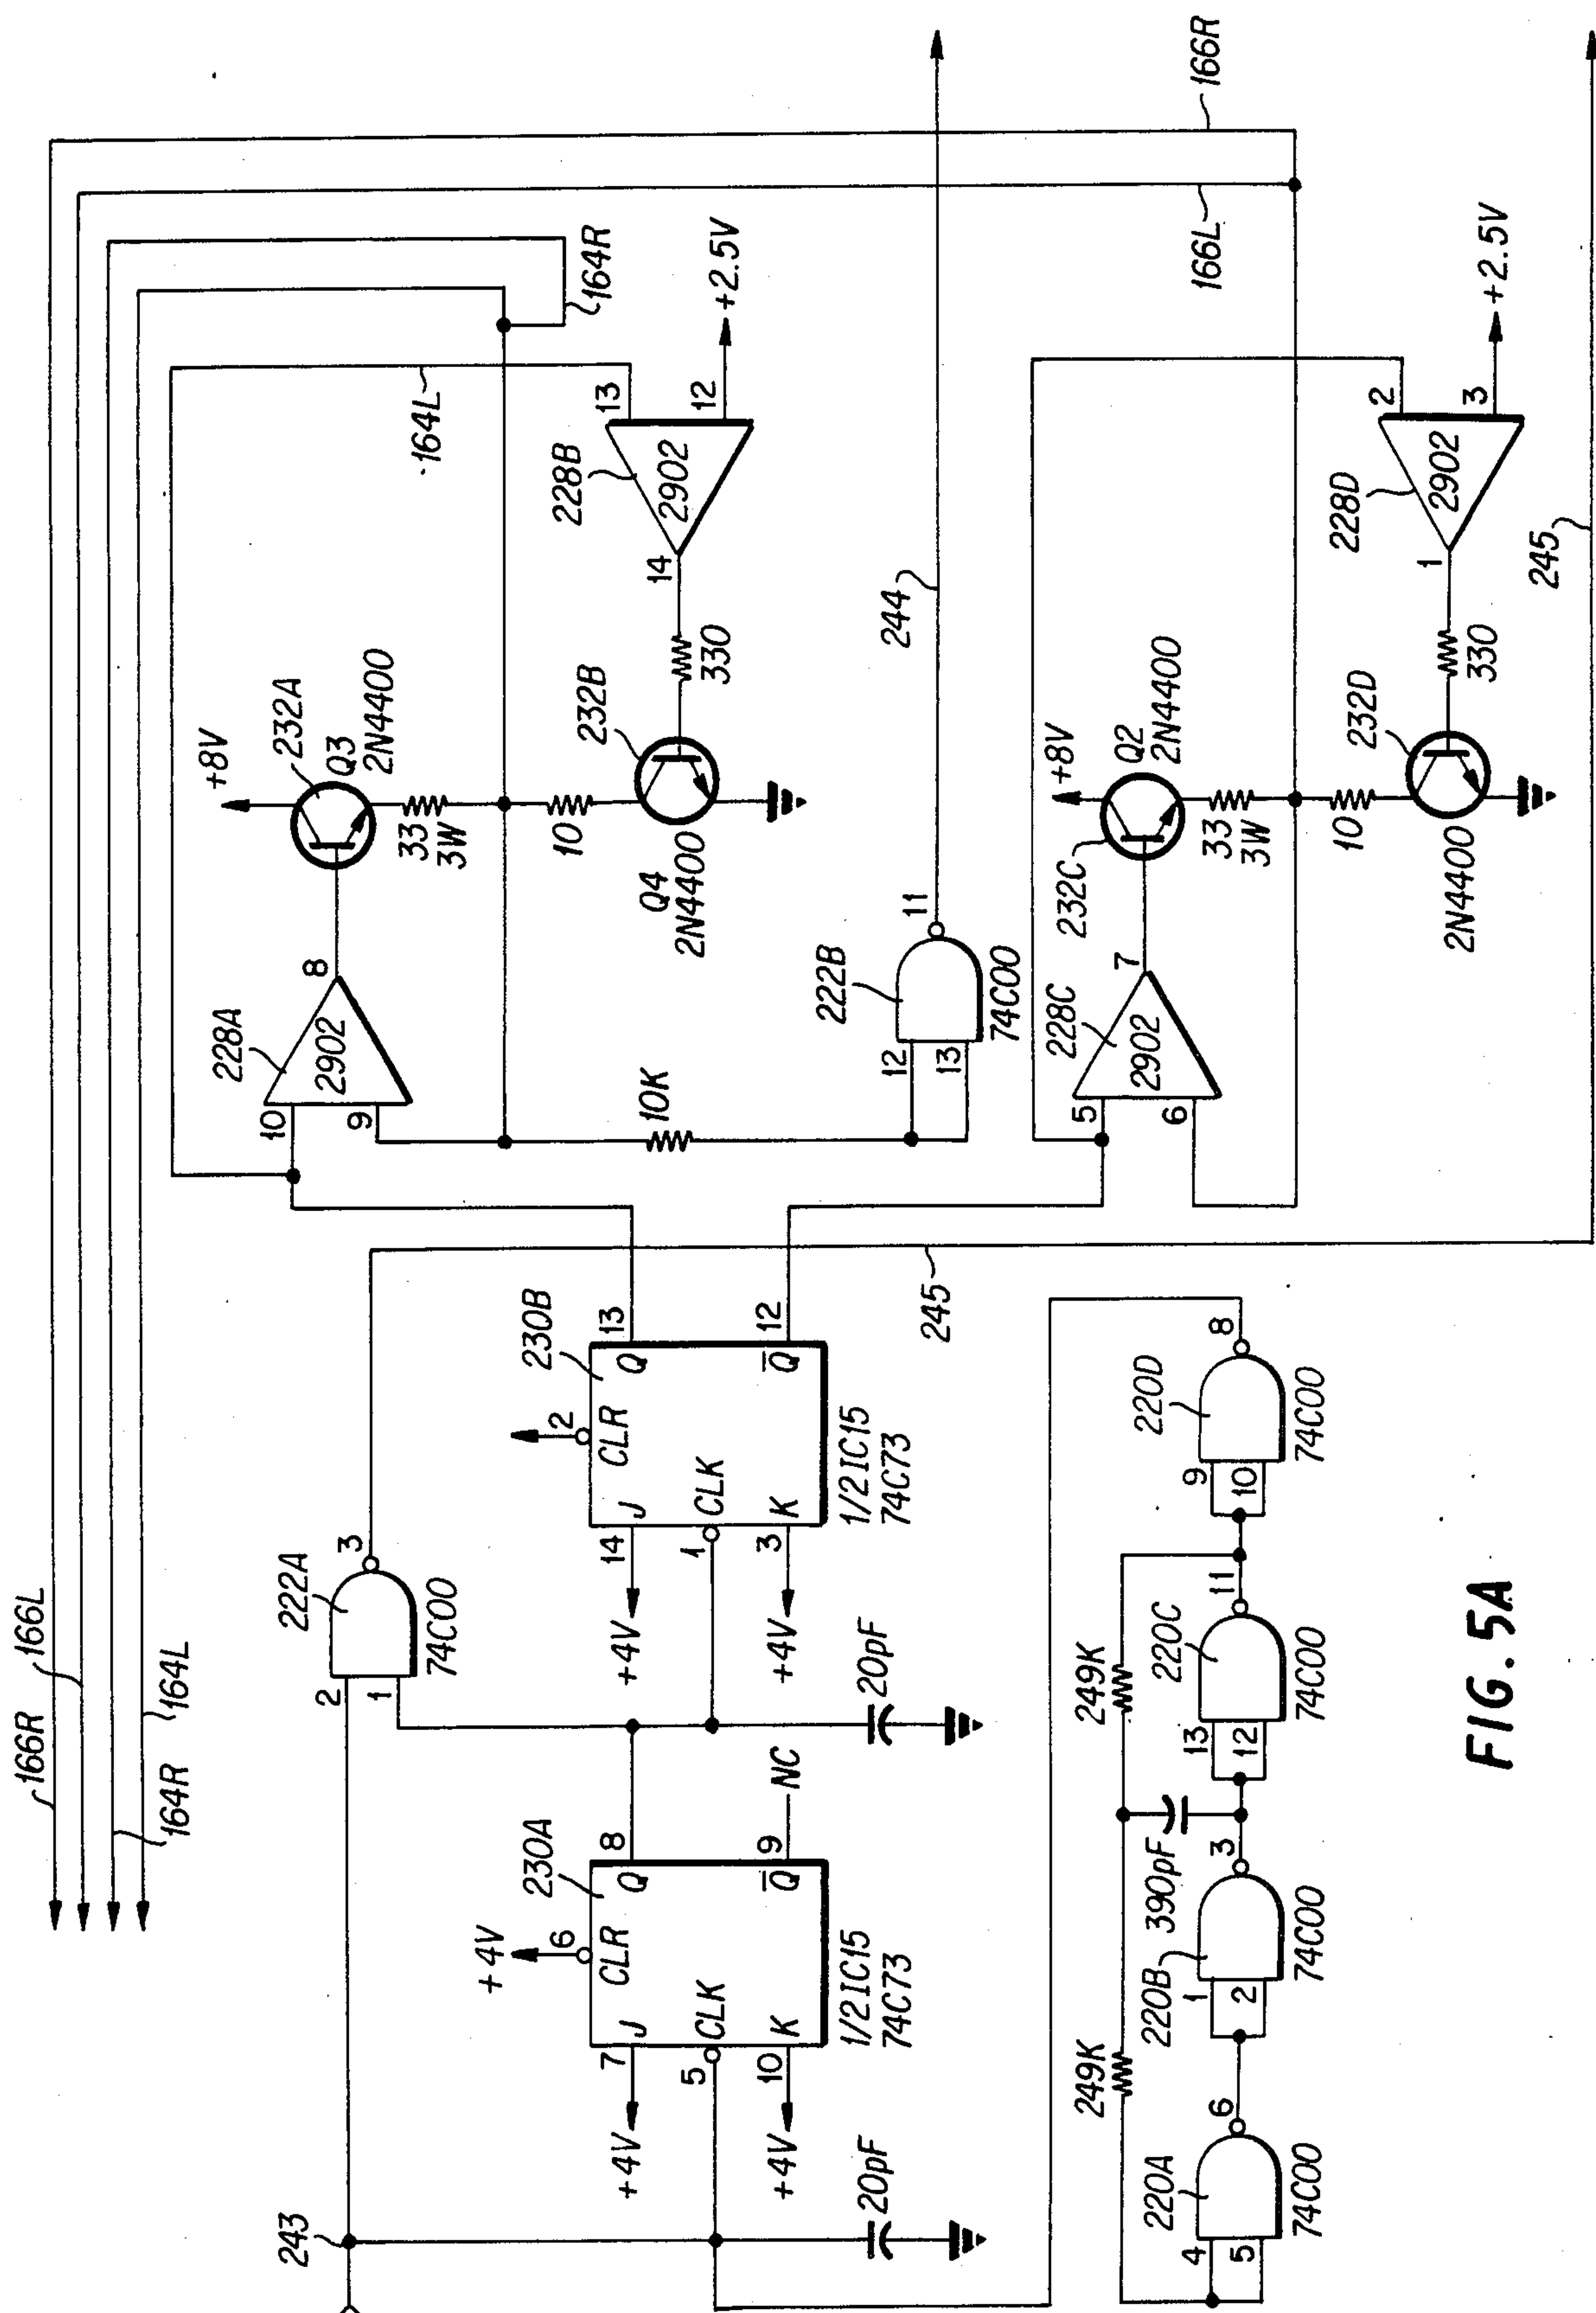 166R
166L
164R
164L
243
222A
2
1
3
74C00
+4V
230A
6
CLR
7
J
Q
8
5
CLK
10
K
Q̅
9
NC
+4V
+4V
1/2 IC15
74C73
20pF
20pF
230B
2
CLR
14
J
Q
13
1
CLK
3
K
Q̅
12
+4V
+4V
1/2 IC15
74C73
245
228A
10
9
2902
8
+8V
232A
Q3
2N4400
33
3W
10
164L
164R
228B
13
12
2902
14
+2.5V
330
232B
Q4
2N4400
10K
222B
12
13
11
74C00
244
166R
166L
228C
5
6
2902
7
+8V
232C
Q2
2N4400
33
3W
10
228D
2
3
2902
1
+2.5V
330
232D
2N4400
245
249K
249K
390pF
220A
4
5
6
74C00
220B
1
2
3
74C00
220C
13
12
11
74C00
220D
9
10
8
74C00
FIG. 5A